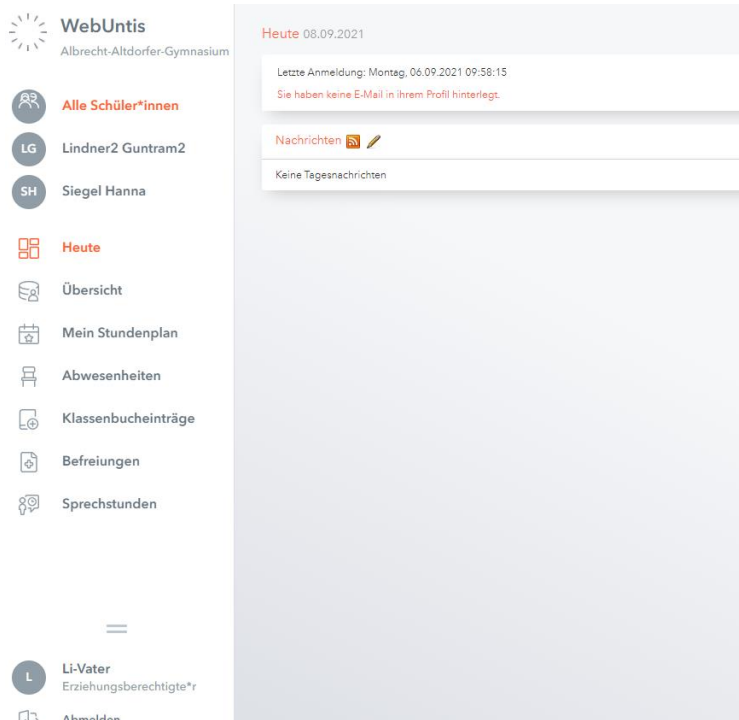 WebUntis
Albrecht-Altdorfer-Gymnasium
Alle Schüler*innen
LG
Lindner2 Guntram2
SH
Siegel Hanna
Heute
Übersicht
Mein Stundenplan
Abwesenheiten
Klassenbucheinträge
Befreiungen
Sprechstunden
L
Li-Vater
Erziehungsberechtigte*r
Abmelden
Heute 08.09.2021
Letzte Anmeldung: Montag, 06.09.2021 09:58:15
Sie haben keine E-Mail in ihrem Profil hinterlegt.
Nachrichten
Keine Tagesnachrichten